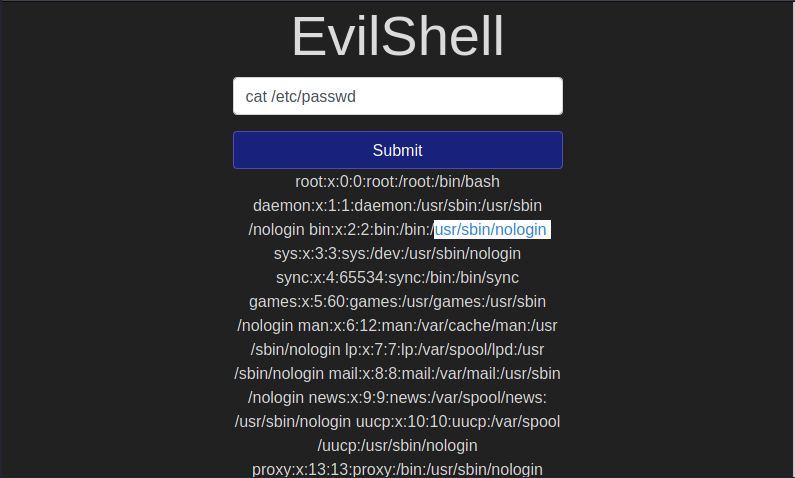 EvilShell
cat /etc/passwd
Submit
root:x:0:0:root:/root:/bin/bash
daemon:x:1:1:daemon:/usr/sbin:/usr/sbin
/nologin bin:x:2:2:bin:/bin:/usr/sbin/nologin
sys:x:3:3:sys:/dev:/usr/sbin/nologin
sync:x:4:65534:sync:/bin:/bin/sync
games:x:5:60:games:/usr/games:/usr/sbin
/nologin man:x:6:12:man:/var/cache/man:/usr
/sbin/nologin lp:x:7:7:lp:/var/spool/lpd:/usr
/sbin/nologin mail:x:8:8:mail:/var/mail:/usr/sbin
/nologin news:x:9:9:news:/var/spool/news:
/usr/sbin/nologin uucp:x:10:10:uucp:/var/spool
/uucp:/usr/sbin/nologin
proxy:x:13:13:proxy:/bin:/usr/sbin/nologin